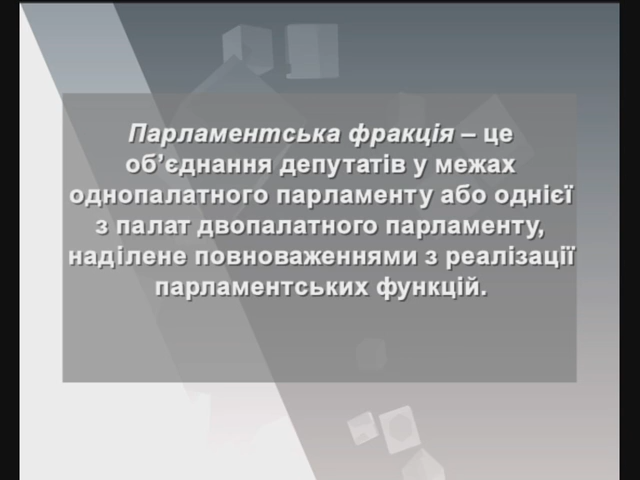 Парламентська фракція – це
об’єднання депутатів у межах
однопалатного парламенту або однієї
з палат двопалатного парламенту,
наділене повноваженнями з реалізації
парламентських функцій.